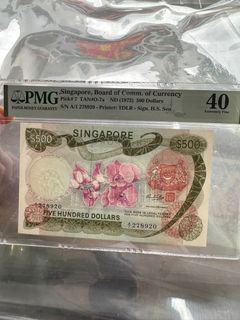 PMG
Singapore, Board of Comm. of Currency
Pick# 7 TAN#O-7a ND (1972) 500 Dollars
S/N A/1 278920 - Printer: TDLR - Sign. H.S. Sen
40
Extremely Fine
SINGAPORE
$500
$500
A/1 278920
FIVE HUNDRED DOLLARS
A/1 278920